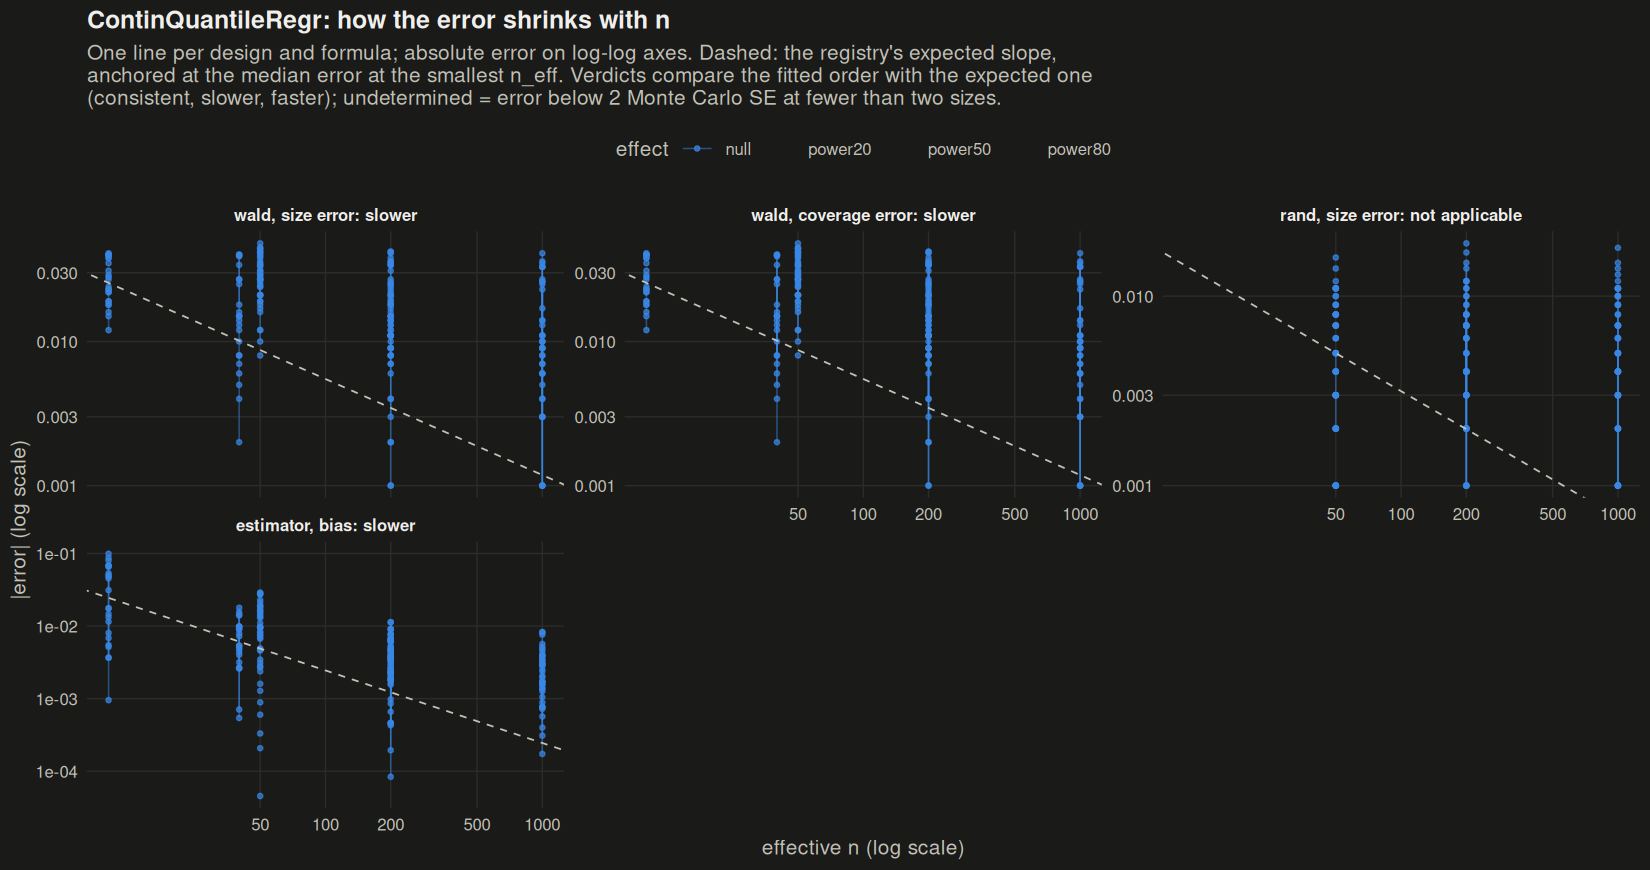 ContinQuantileRegr: how the error shrinks with n
One line per design and formula; absolute error on log-log axes. Dashed: the registry's expected slope,
anchored at the median error at the smallest n_eff. Verdicts compare the fitted order with the expected one
(consistent, slower, faster); undetermined = error below 2 Monte Carlo SE at fewer than two sizes.
effect null power20 power50 power80
wald, size error: slower
0.030
0.010
0.003
0.001
wald, coverage error: slower
0.030
0.010
0.003
0.001
50 100 200 500 1000
rand, size error: not applicable
0.010
0.003
0.001
50 100 200 500 1000
estimator, bias: slower
1e-01
1e-02
1e-03
1e-04
50 100 200 500 1000
|error| (log scale)
effective n (log scale)